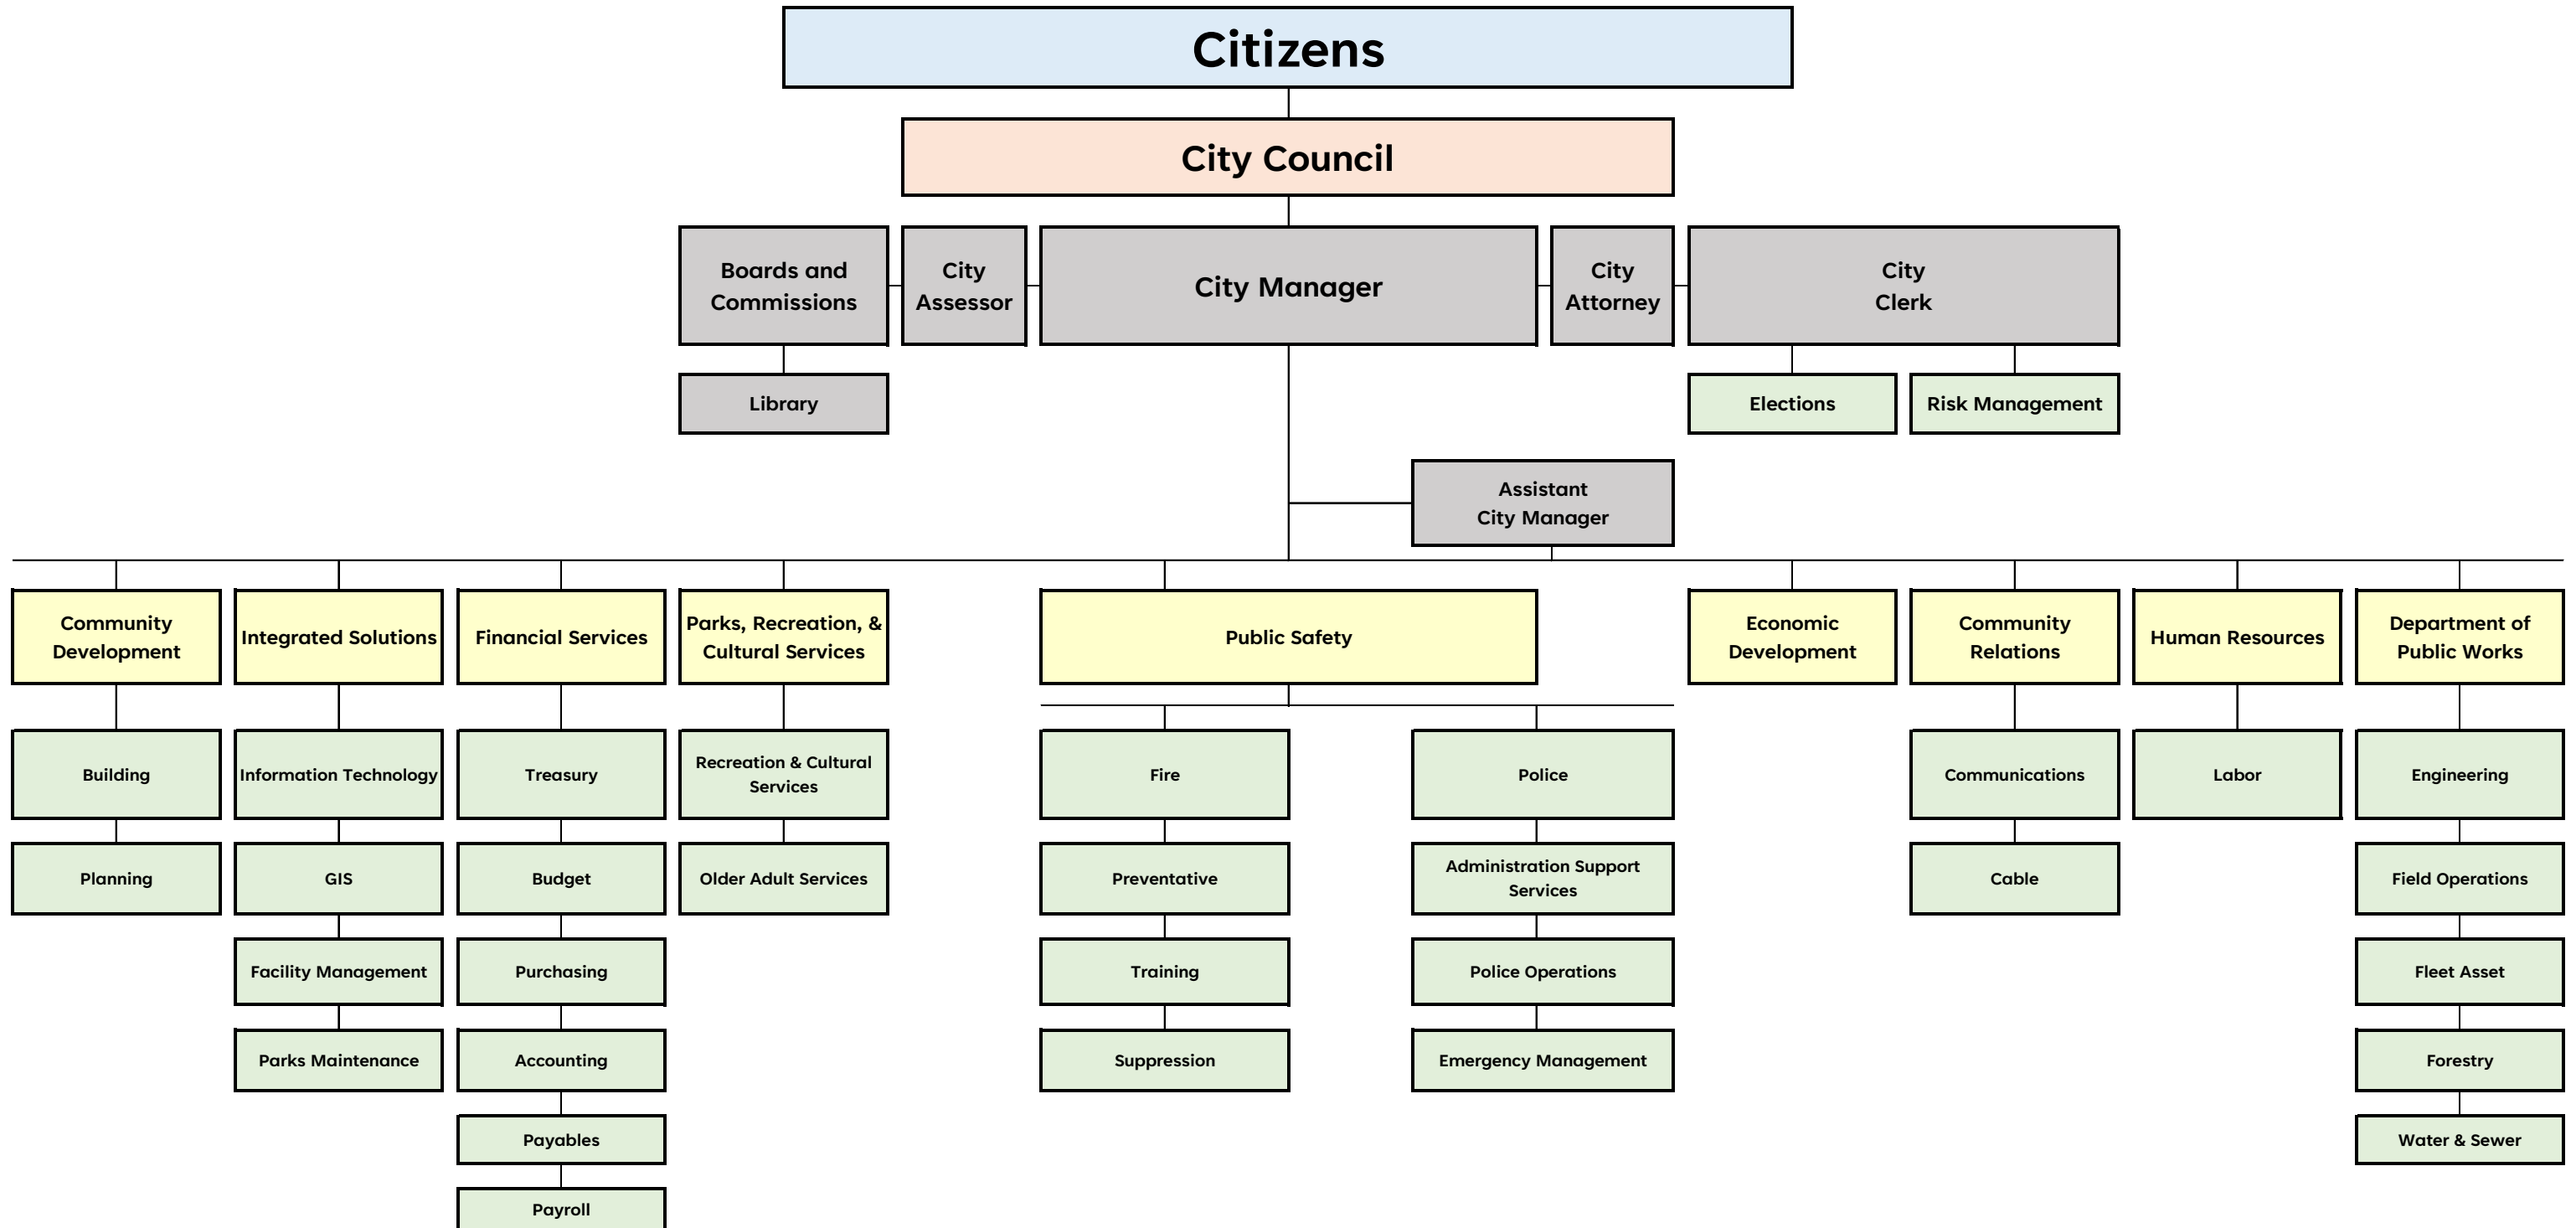 Citizens
City Council
Boards and
Commissions
City
Assessor
City Manager
City
Attorney
City
Clerk
Library
Elections
Risk Management
Assistant
City Manager
Community
Development
Integrated Solutions
Financial Services
Parks, Recreation, &
Cultural Services
Public Safety
Economic
Development
Community
Relations
Human Resources
Department of
Public Works
Building
Information Technology
Treasury
Recreation & Cultural
Services
Fire
Police
Communications
Labor
Engineering
Planning
GIS
Budget
Older Adult Services
Preventative
Administration Support
Services
Cable
Field Operations
Facility Management
Purchasing
Training
Police Operations
Fleet Asset
Parks Maintenance
Accounting
Suppression
Emergency Management
Forestry
Payables
Water & Sewer
Payroll